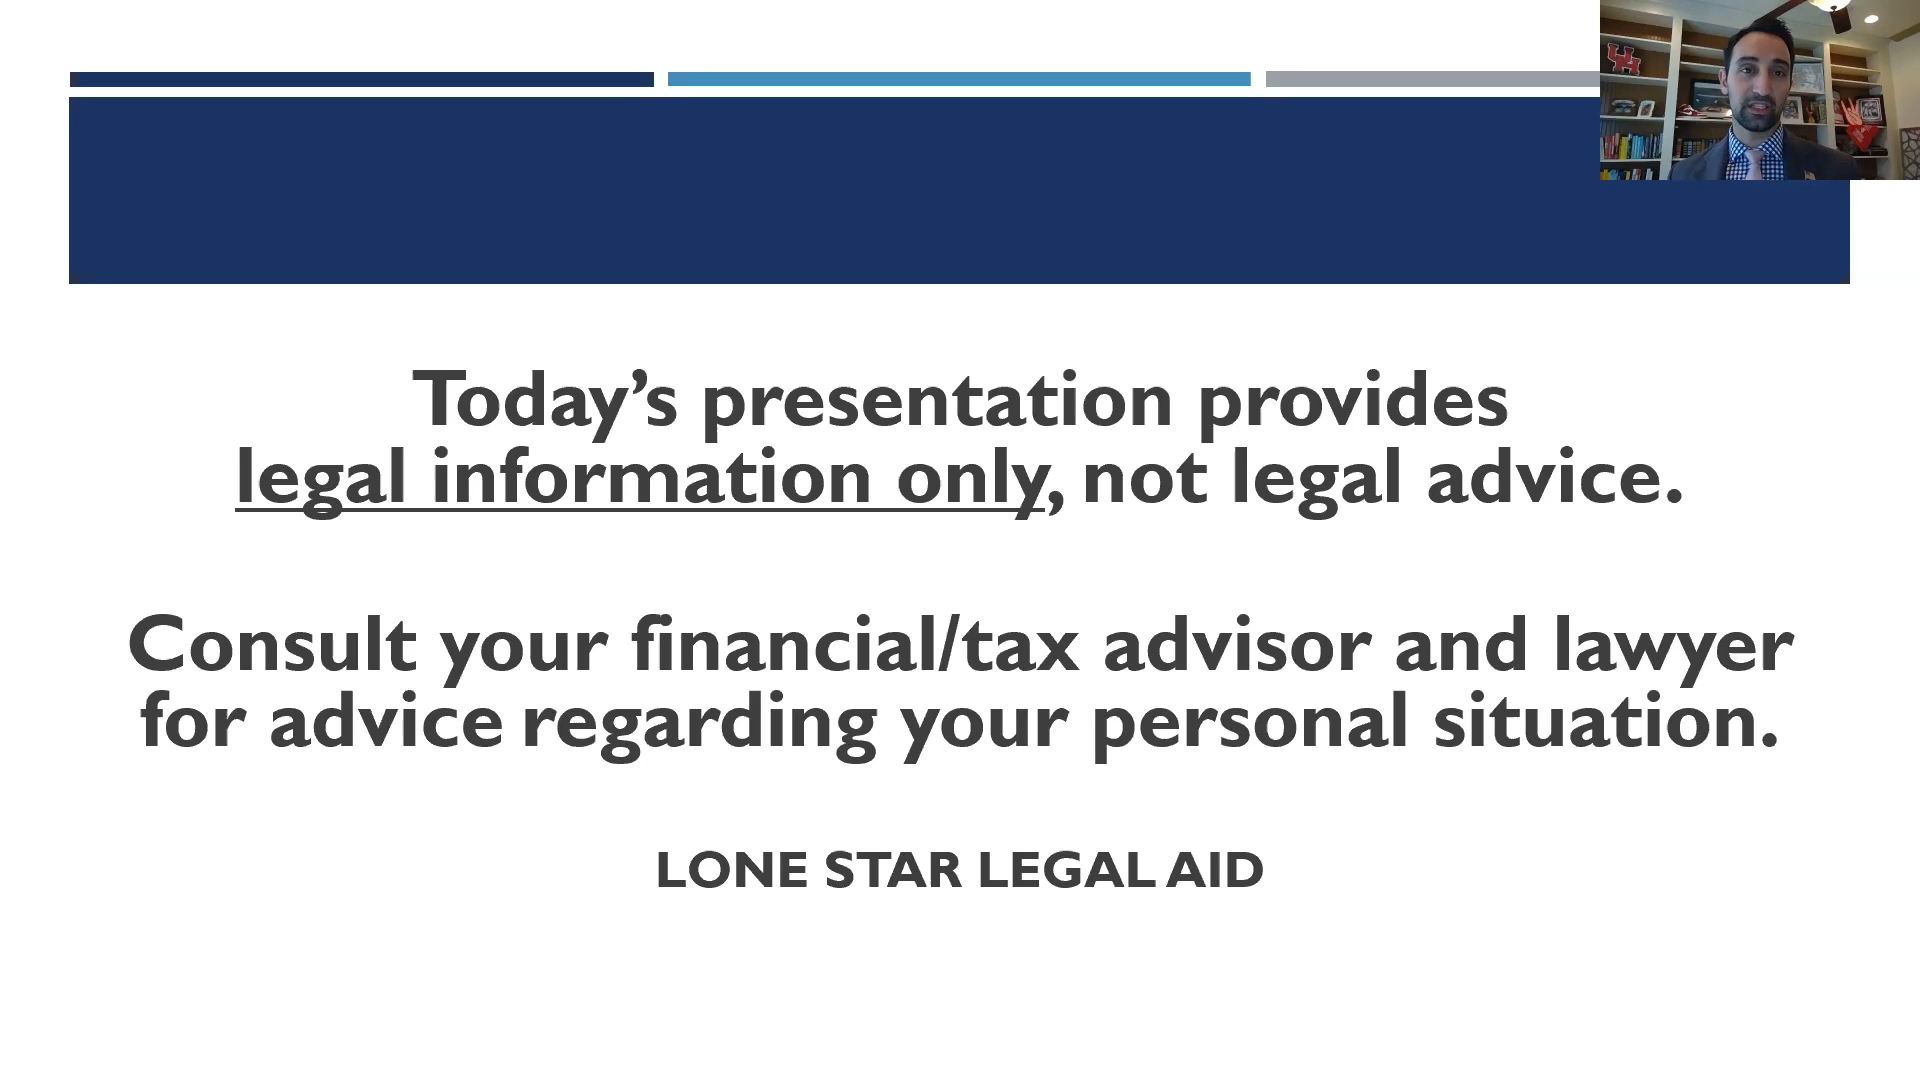 Today’s presentation provides
legal information only, not legal advice.
Consult your financial/tax advisor and lawyer
for advice regarding your personal situation.
LONE STAR LEGAL AID
UH